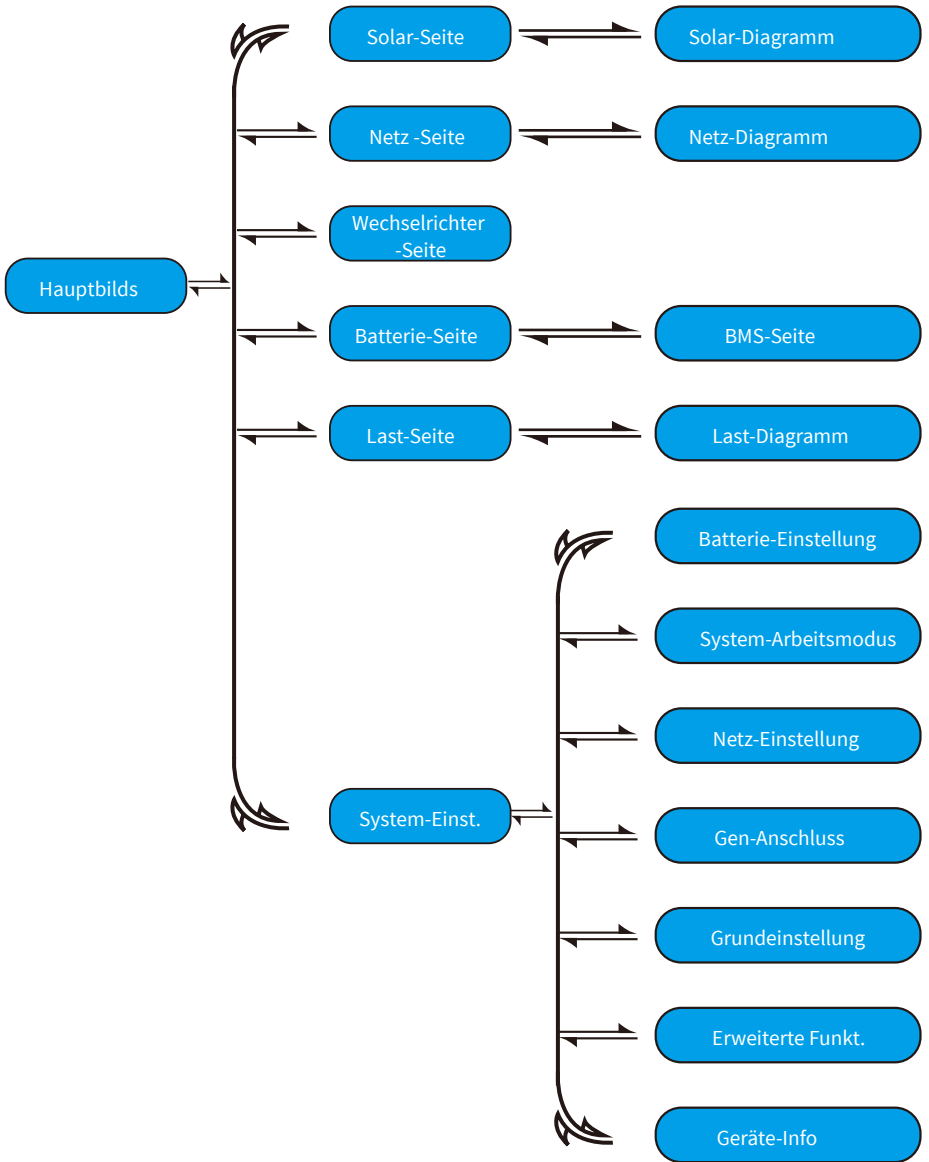 Solar-Seite
Solar-Diagramm
Netz -Seite
Netz-Diagramm
Wechselrichter
-Seite
Hauptbilds
Batterie-Seite
BMS-Seite
Last-Seite
Last-Diagramm
Batterie-Einstellung
System-Arbeitsmodus
Netz-Einstellung
System-Einst.
Gen-Anschluss
Grundeinstellung
Erweiterte Funkt.
Geräte-Info